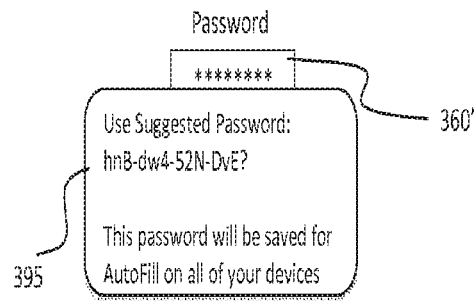 Password
********
360'
Use Suggested Password:
hnB-dw4-52N-DvE?
This password will be saved for
AutoFill on all of your devices
395